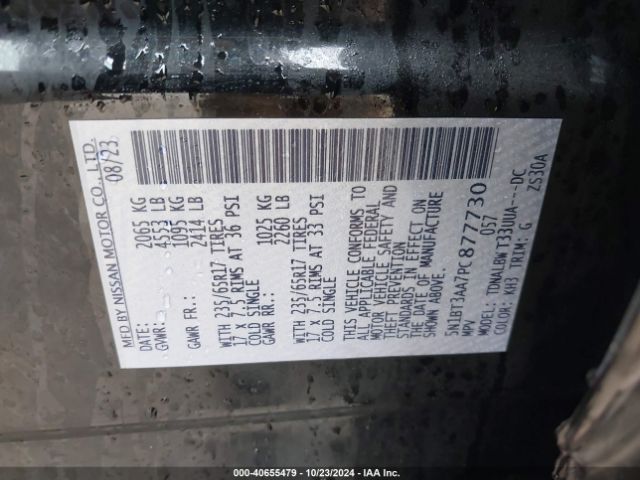 MFD BY NISSAN MOTOR CO., LTD.
08/23
GVWR: 2065 KG
4553 LB
GAWR FR.: 1095 KG
2414 LB
WITH 235/65R17 TIRES
17 X 7.5 RIMS AT 36 PSI
COLD SINGLE
GAWR RR.: 1025 KG
2260 LB
WITH 235/65R17 TIRES
17 X 7.5 RIMS AT 33 PSI
COLD SINGLE
THIS VEHICLE CONFORMS TO
ALL APPLICABLE FEDERAL
MOTOR VEHICLE SAFETY AND
THEFT PREVENTION
STANDARDS IN EFFECT ON
THE DATE OF MANUFACTURE
SHOWN ABOVE.
5N1BT3AA7PC877730
MPV 057
MODEL: TDNALBWT33UUA---DC
COLOR: KH3 TRIM: G ZS30A
000-40655479 • 10/23/2024 - IAA Inc.